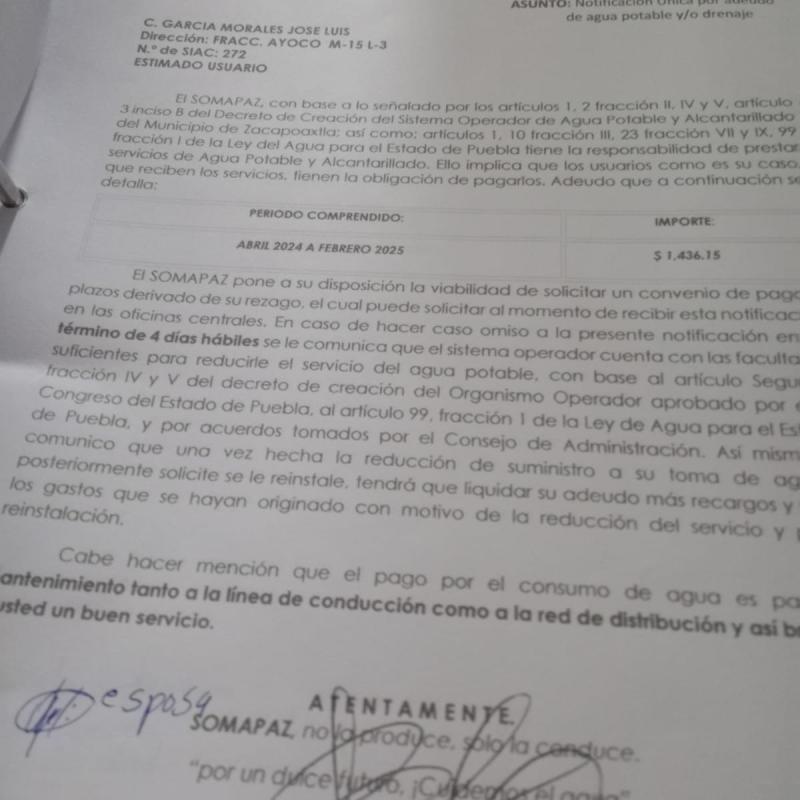 ASUNTO: Notificación Única por adeudo
de agua potable y/o drenaje
C. GARCIA MORALES JOSE LUIS
Dirección: FRACC. AYOCO M-15 L-3
N.° de SIAC: 272
ESTIMADO USUARIO
El SOMAPAZ, con base a lo señalado por los artículos 1, 2 fracción II, IV y V, artículo
3 inciso B del Decreto de Creación del Sistema Operador de Agua Potable y Alcantarillado
del Municipio de Zacapoaxtla; así como; artículos 1, 10 fracción III, 23 fracción VII y IX, 99
fracción I de la Ley del Agua para el Estado de Puebla tiene la responsabilidad de prestar
servicios de Agua Potable y Alcantarillado. Ello implica que los usuarios como es su caso,
que reciben los servicios, tienen la obligación de pagarlos. Adeudo que a continuación se
detalla:
PERIODO COMPRENDIDO: IMPORTE:
ABRIL 2024 A FEBRERO 2025 $ 1,436.15
El SOMAPAZ pone a su disposición la viabilidad de solicitar un convenio de pago
plazos derivado de su rezago, el cual puede solicitar al momento de recibir esta notificac
en las oficinas centrales. En caso de hacer caso omiso a la presente notificación en
término de 4 días hábiles se le comunica que el sistema operador cuenta con las faculta
suficientes para reducirle el servicio del agua potable, con base al artículo Segu
fracción IV y V del decreto de creación del Organismo Operador aprobado por e
Congreso del Estado de Puebla, al artículo 99, fracción 1 de la Ley de Agua para el Es
de Puebla, y por acuerdos tomados por el Consejo de Administración. Así mism
comunico que una vez hecha la reducción de suministro a su toma de ag
posteriormente solicite se le reinstale, tendrá que liquidar su adeudo más recargos y
los gastos que se hayan originado con motivo de la reducción del servicio y
reinstalación.
Cabe hacer mención que el pago por el consumo de agua es pa
antenimiento tanto a la línea de conducción como a la red de distribución y así b
usted un buen servicio.
esposa
ATENTAMENTE.
SOMAPAZ, no la produce, sólo la conduce.
"por un dulce futuro, ¡Cuidemos el agua"